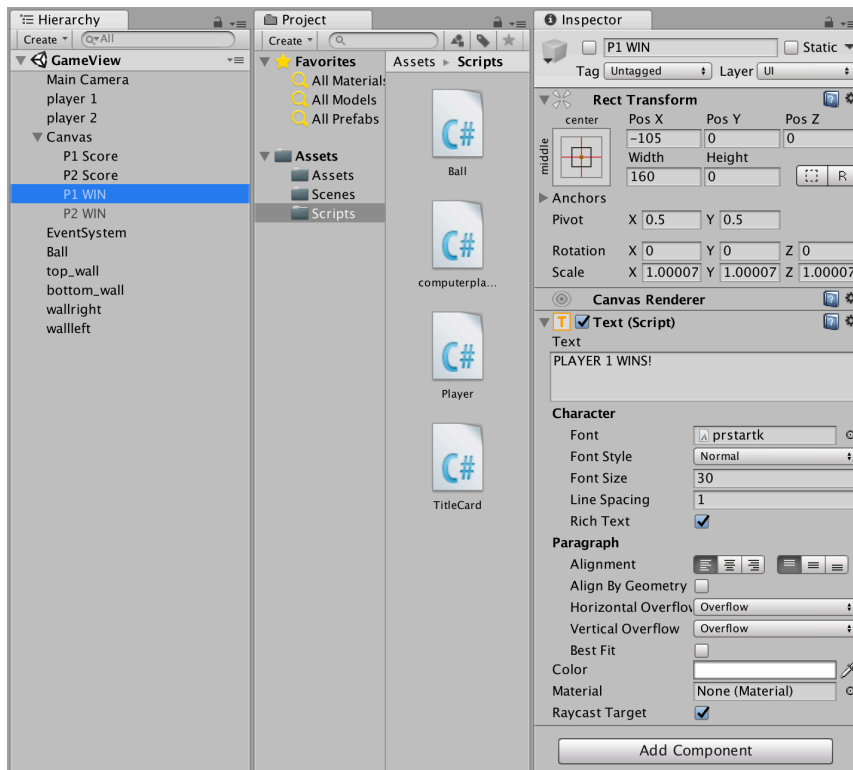 Hierarchy
Create
All
GameView
Main Camera
player 1
player 2
Canvas
P1 Score
P2 Score
P1 WIN
P2 WIN
EventSystem
Ball
top_wall
bottom_wall
wallright
wallleft
Project
Create
Favorites
All Materials
All Models
All Prefabs
Assets
Assets
Scenes
Scripts
Assets Scripts
C#
Ball
C#
computerpla...
C#
Player
C#
TitleCard
Inspector
P1 WIN Static
Tag Untagged Layer UI
Rect Transform
center Pos X Pos Y Pos Z
middle -105 0 0
Width Height
160 0 R
Anchors
Pivot X 0.5 Y 0.5
Rotation X 0 Y 0 Z 0
Scale X 1.00007 Y 1.00007 Z 1.00007
Canvas Renderer
T Text (Script)
Text
PLAYER 1 WINS!
Character
Font prstartk
Font Style Normal
Font Size 30
Line Spacing 1
Rich Text
Paragraph
Alignment
Align By Geometry
Horizontal Overflov Overflow
Vertical Overflow Overflow
Best Fit
Color
Material None (Material)
Raycast Target
Add Component